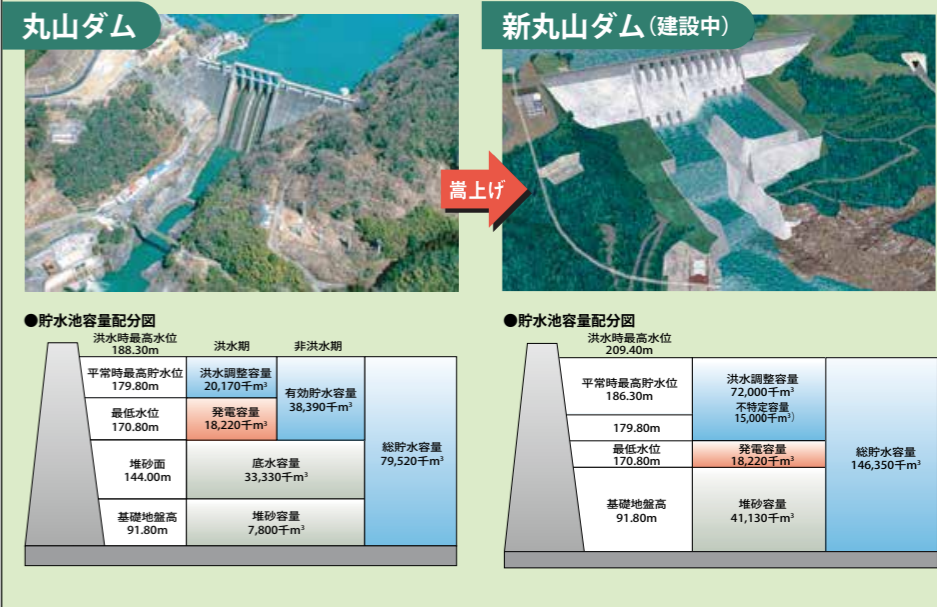 丸山ダム
新丸山ダム(建設中)
嵩上げ
●貯水池容量配分図
洪水時最高水位
188.30m
洪水期
非洪水期
平常時最高貯水位
179.80m
洪水調整容量
20,170千m³
有効貯水容量
38,390千m³
最低水位
170.80m
発電容量
18,220千m³
総貯水容量
79,520千m³
堆砂面
144.00m
底水容量
33,330千m³
基礎地盤高
91.80m
堆砂容量
7,800千m³
●貯水池容量配分図
洪水時最高水位
209.40m
平常時最高貯水位
186.30m
洪水調整容量
72,000千m³
不特定容量
15,000千m³)
179.80m
最低水位
170.80m
発電容量
18,220千m³
総貯水容量
146,350千m³
基礎地盤高
91.80m
堆砂容量
41,130千m³